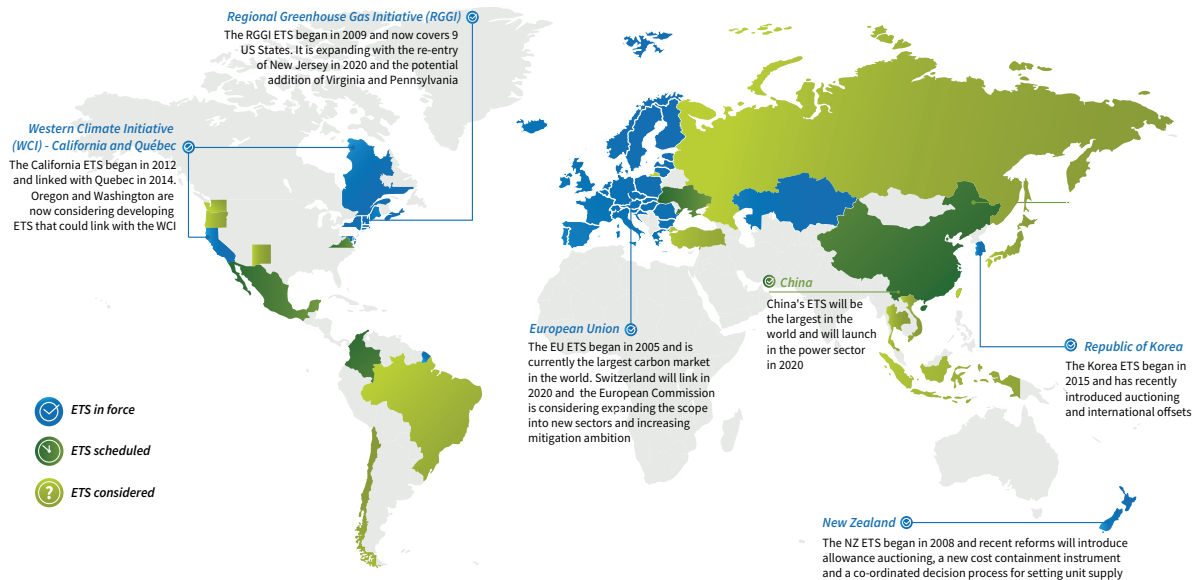 Regional Greenhouse Gas Initiative (RGGI)
The RGGI ETS began in 2009 and now covers 9
US States. It is expanding with the re-entry
of New Jersey in 2020 and the potential
addition of Virginia and Pennsylvania
Western Climate Initiative
(WCI) - California and Québec
The California ETS began in 2012
and linked with Quebec in 2014.
Oregon and Washington are
now considering developing
ETS that could link with the WCI
European Union
The EU ETS began in 2005 and is
currently the largest carbon market
in the world. Switzerland will link in
2020 and the European Commission
is considering expanding the scope
into new sectors and increasing
mitigation ambition
China
China's ETS will be
the largest in the
world and will launch
in the power sector
in 2020
Republic of Korea
The Korea ETS began in
2015 and has recently
introduced auctioning
and international offsets
ETS in force
ETS scheduled
?
ETS considered
New Zealand
The NZ ETS began in 2008 and recent reforms will introduce
allowance auctioning, a new cost containment instrument
and a co-ordinated decision process for setting unit supply